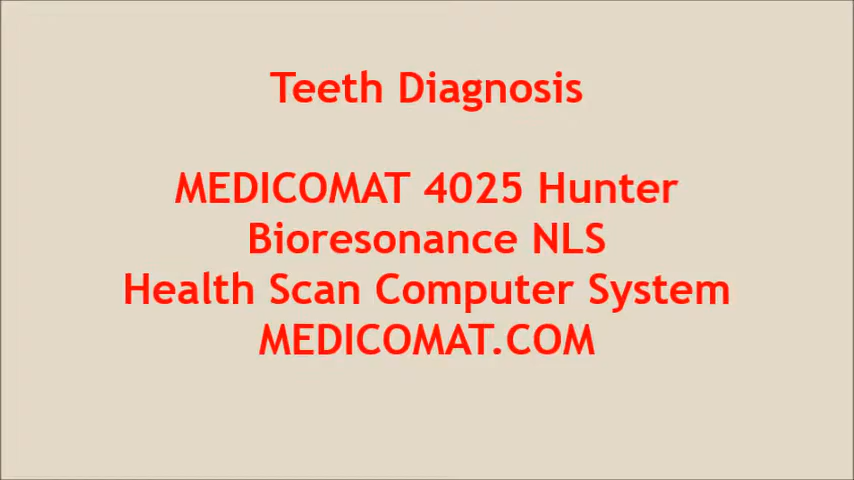 Teeth Diagnosis
MEDICOMAT 4025 Hunter
Bioresonance NLS
Health Scan Computer System
MEDICOMAT.COM